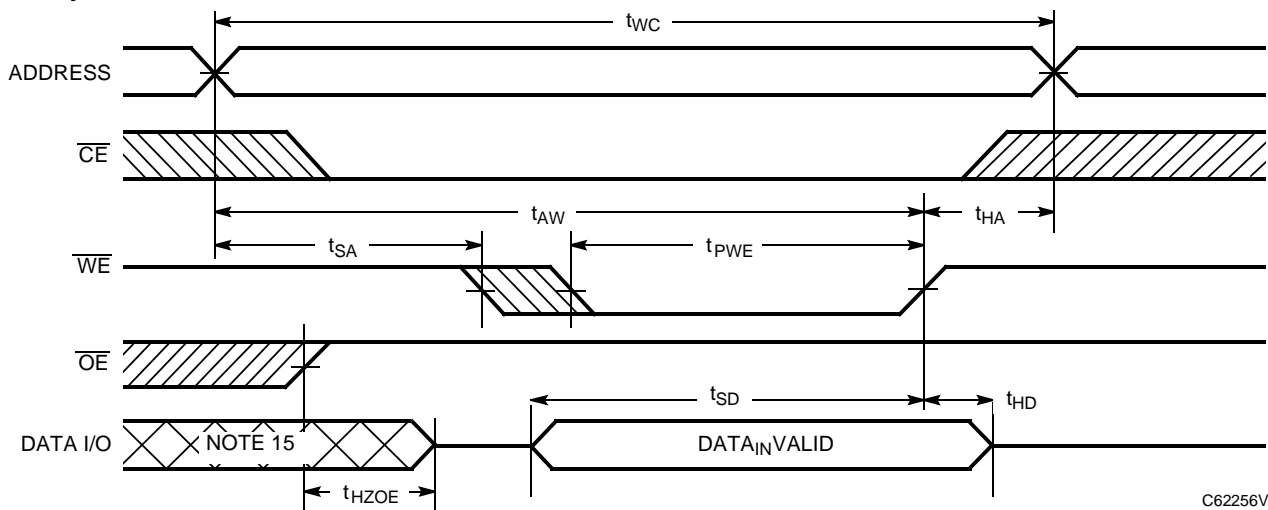 tWC
ADDRESS
CE
tAW
tHA
tSA
tPWE
WE
OE
tSD
tHD
DATA I/O
NOTE 15
DATAINVALID
tHZOE
C62256V